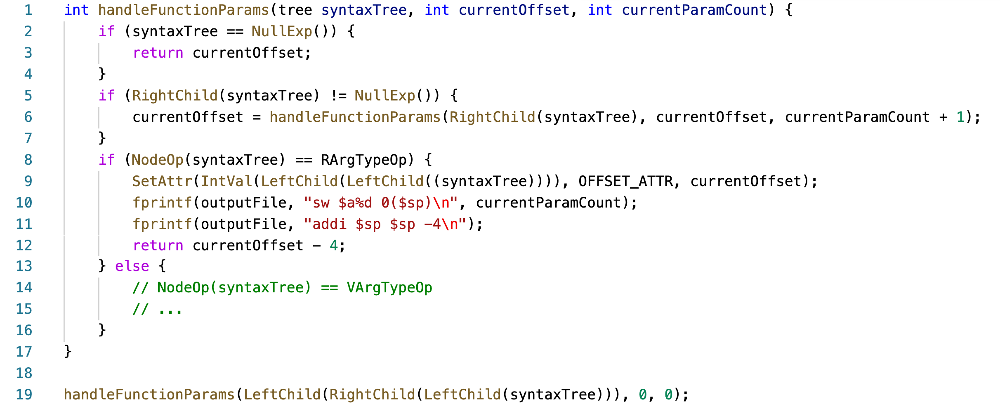 1 int handleFunctionParams(tree syntaxTree, int currentOffset, int currentParamCount) {
2 if (syntaxTree == NullExp()) {
3 return currentOffset;
4 }
5 if (RightChild(syntaxTree) != NullExp()) {
6 currentOffset = handleFunctionParams(RightChild(syntaxTree), currentOffset, currentParamCount + 1);
7 }
8 if (NodeOp(syntaxTree) == RArgTypeOp) {
9 SetAttr(IntVal(LeftChild(LeftChild((syntaxTree)))), OFFSET_ATTR, currentOffset);
10 fprintf(outputFile, "sw $a%d 0($sp)\n", currentParamCount);
11 fprintf(outputFile, "addi $sp $sp -4\n");
12 return currentOffset - 4;
13 } else {
14 // NodeOp(syntaxTree) == VArgTypeOp
15 // ...
16 }
17 }
18
19 handleFunctionParams(LeftChild(RightChild(LeftChild(syntaxTree))), 0, 0);